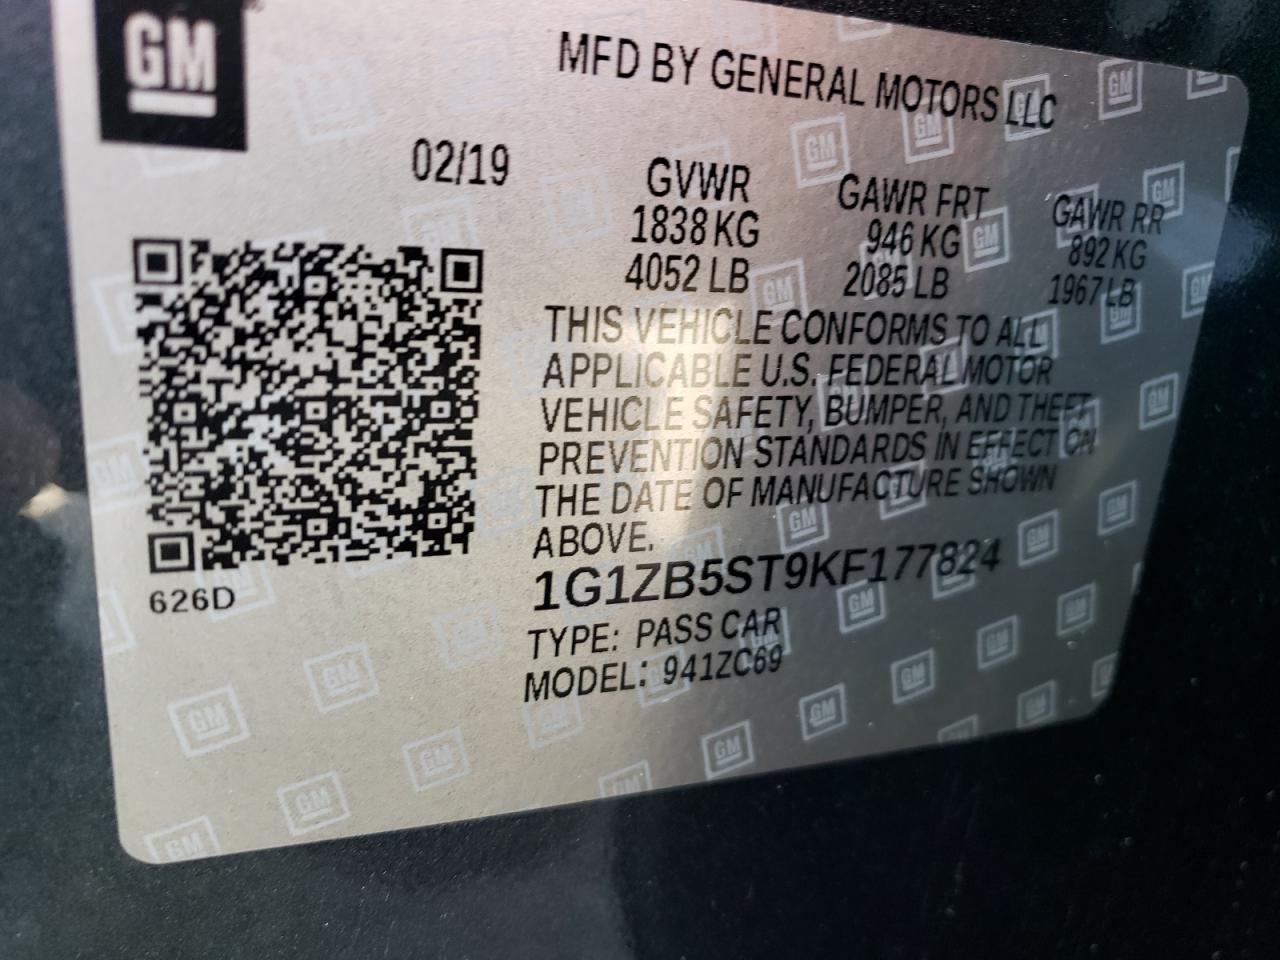 GM
MFD BY GENERAL MOTORS LLC
02/19
GVWR GAWR FRT GAWR RR
1838 KG 946 KG 892 KG
4052 LB 2085 LB 1967 LB
THIS VEHICLE CONFORMS TO ALL
APPLICABLE U.S. FEDERAL MOTOR
VEHICLE SAFETY, BUMPER, AND THEFT
PREVENTION STANDARDS IN EFFECT ON
THE DATE OF MANUFACTURE SHOWN
ABOVE.
1G1ZB5ST9KF177824
626D
TYPE: PASS CAR
MODEL: 941ZC69